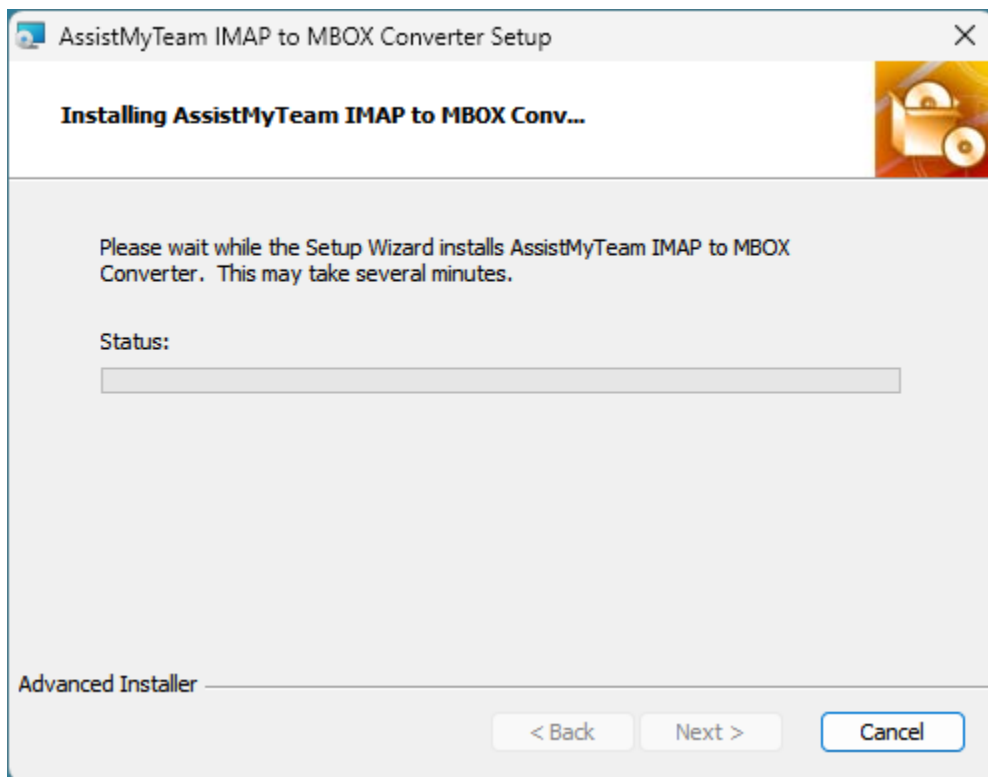 AssistMyTeam IMAP to MBOX Converter Setup
Installing AssistMyTeam IMAP to MBOX Conv...
Please wait while the Setup Wizard installs AssistMyTeam IMAP to MBOX
Converter.  This may take several minutes.
Status:
Advanced Installer
< Back
Next >
Cancel